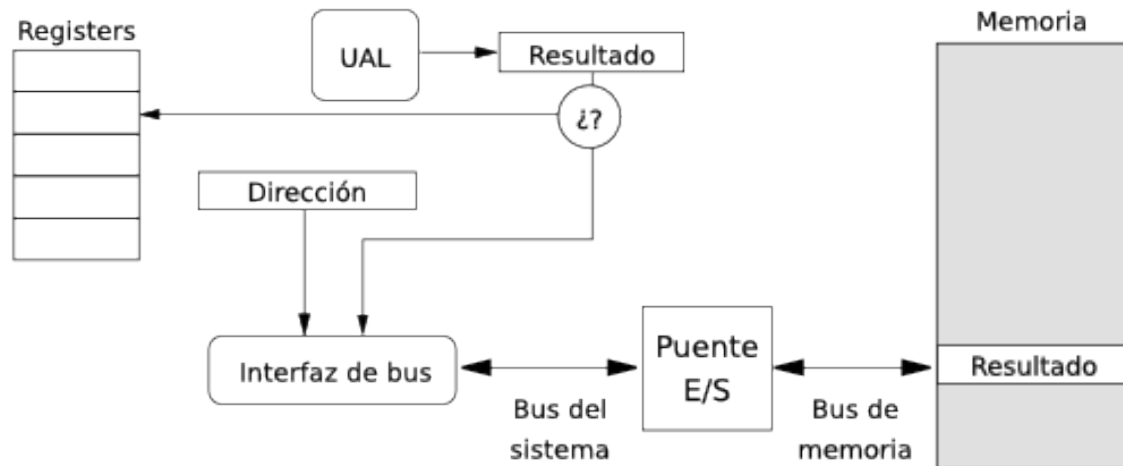 Registers
UAL
Resultado
Memoria
¿?
Dirección
Interfaz de bus
Puente
E/S
Resultado
Bus del
sistema
Bus de
memoria